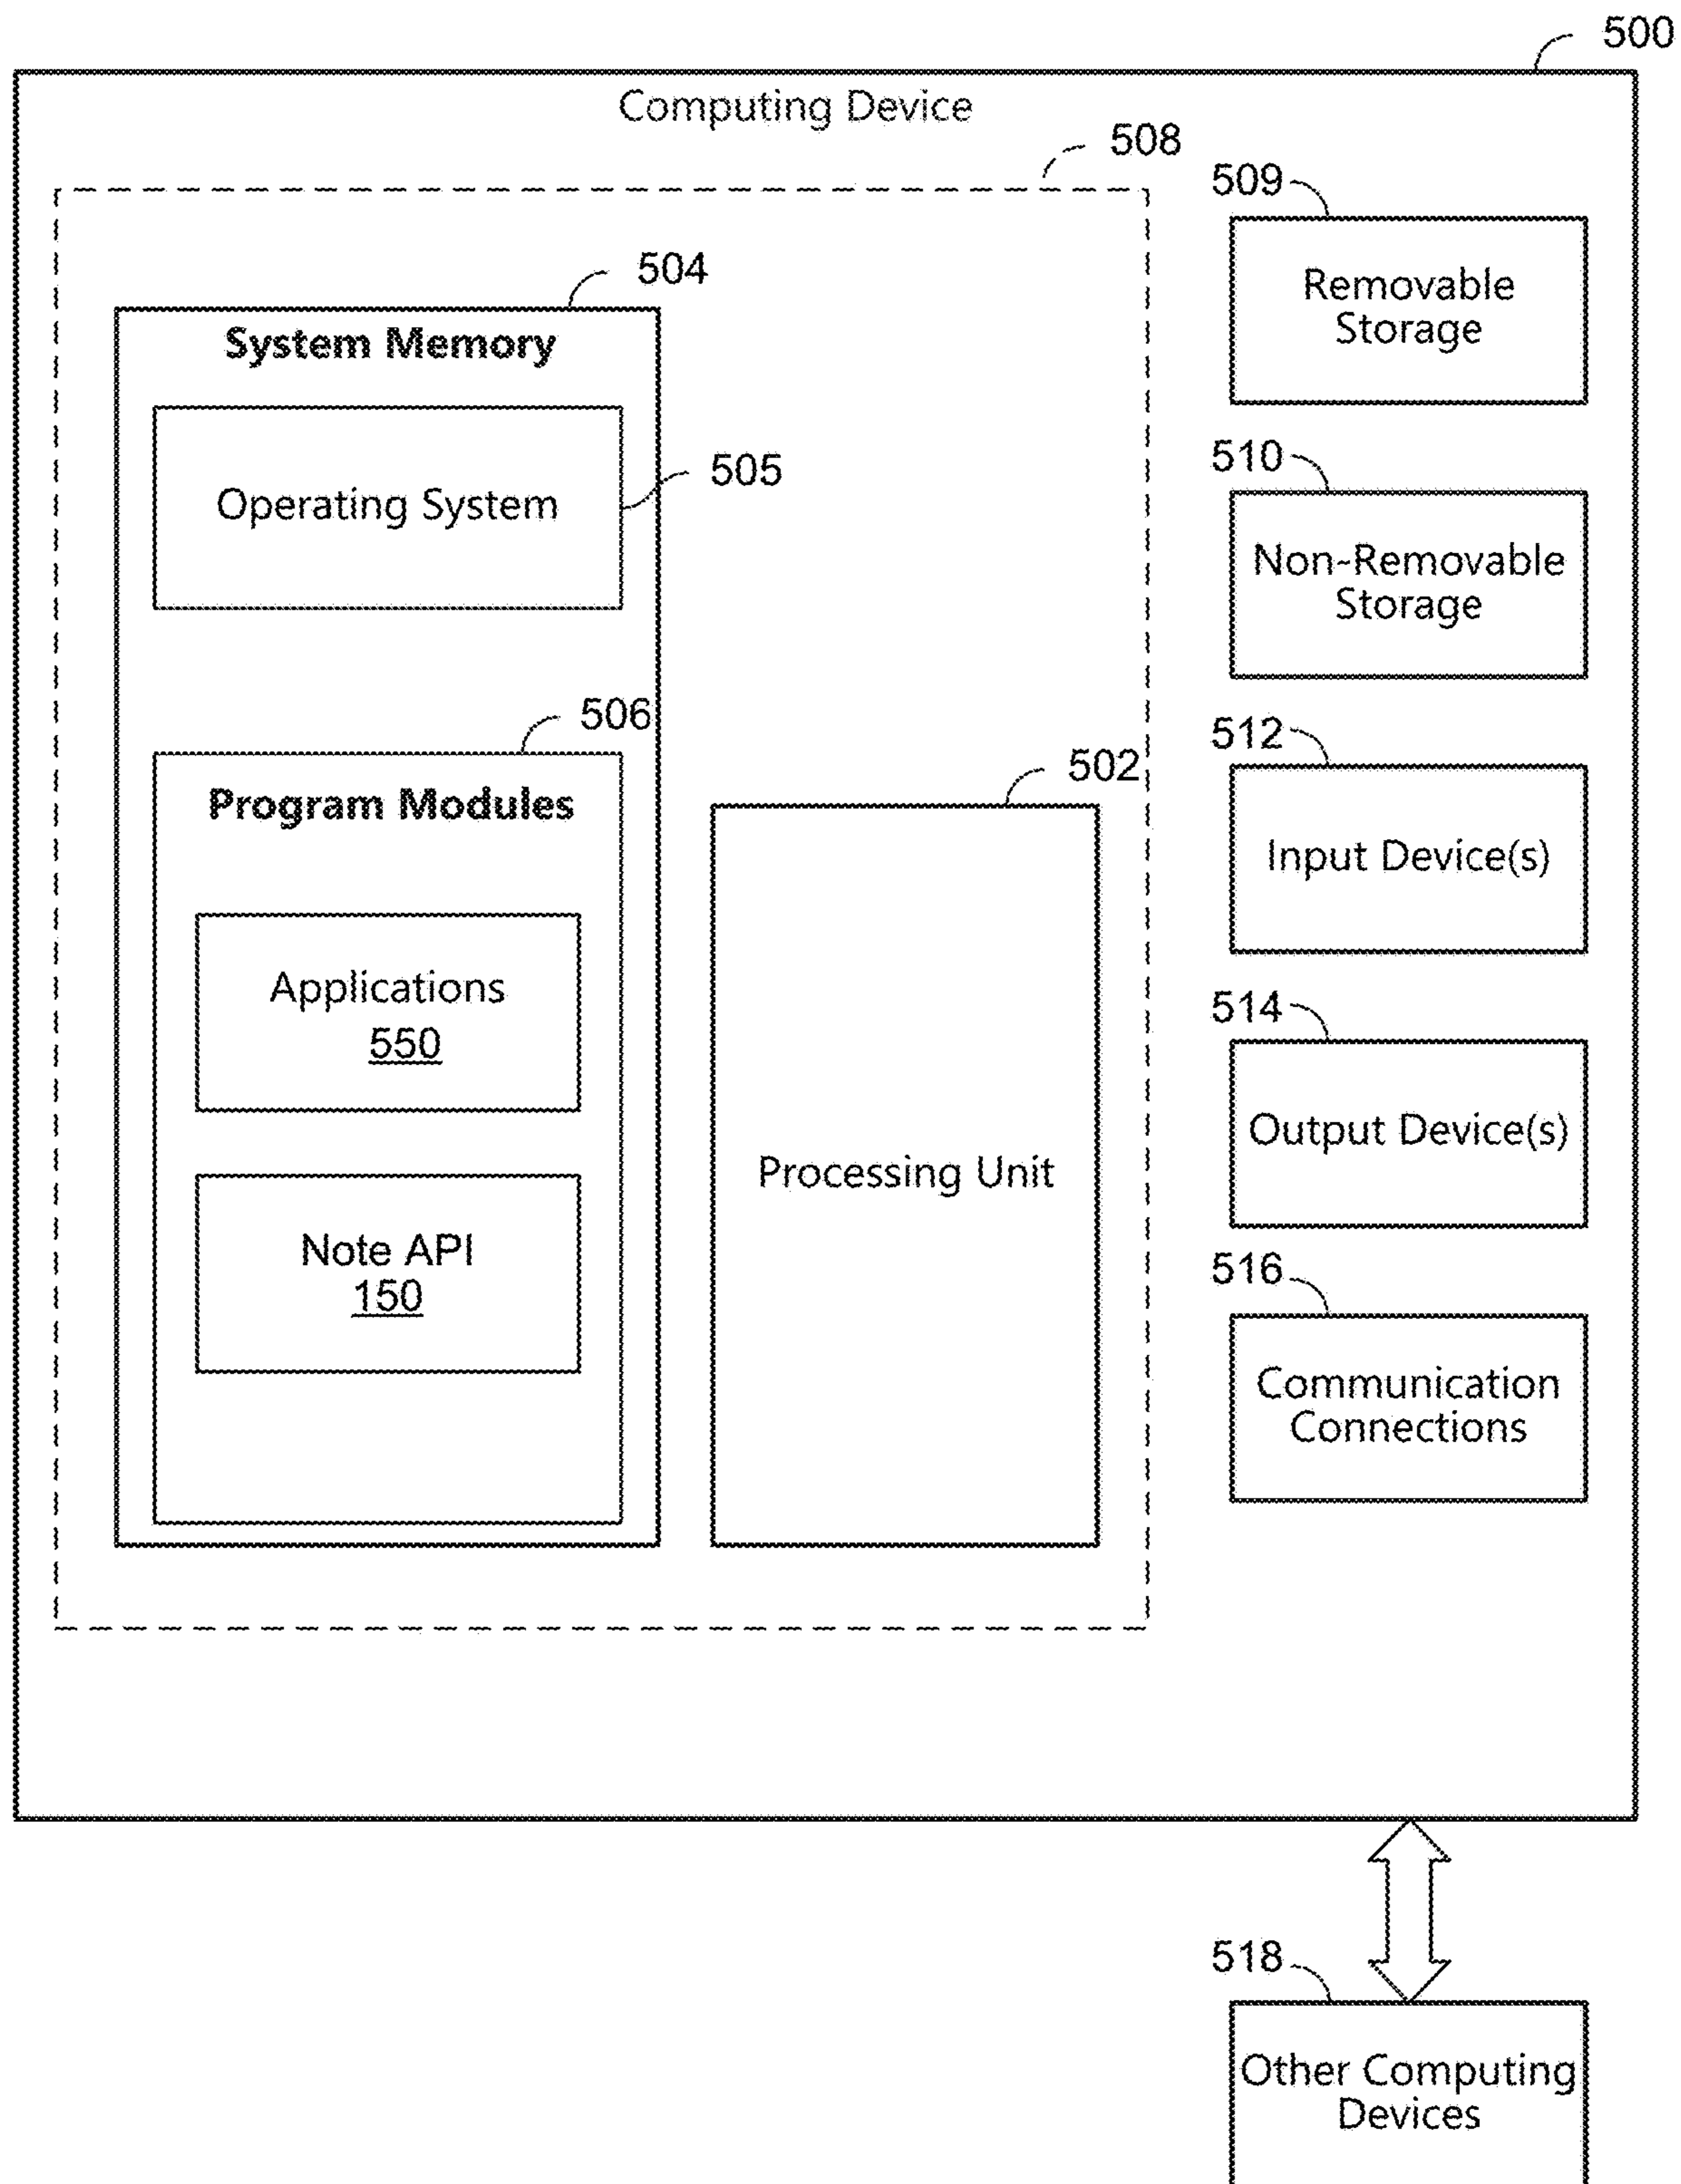 500
Computing Device
508
509
Removable
Storage
504
System Memory
Operating System
505
510
Non-Removable
Storage
506
Program Modules
502
512
Input Device(s)
Applications
550
514
Output Device(s)
Processing Unit
Note API
150
516
Communication
Connections
518
Other Computing
Devices